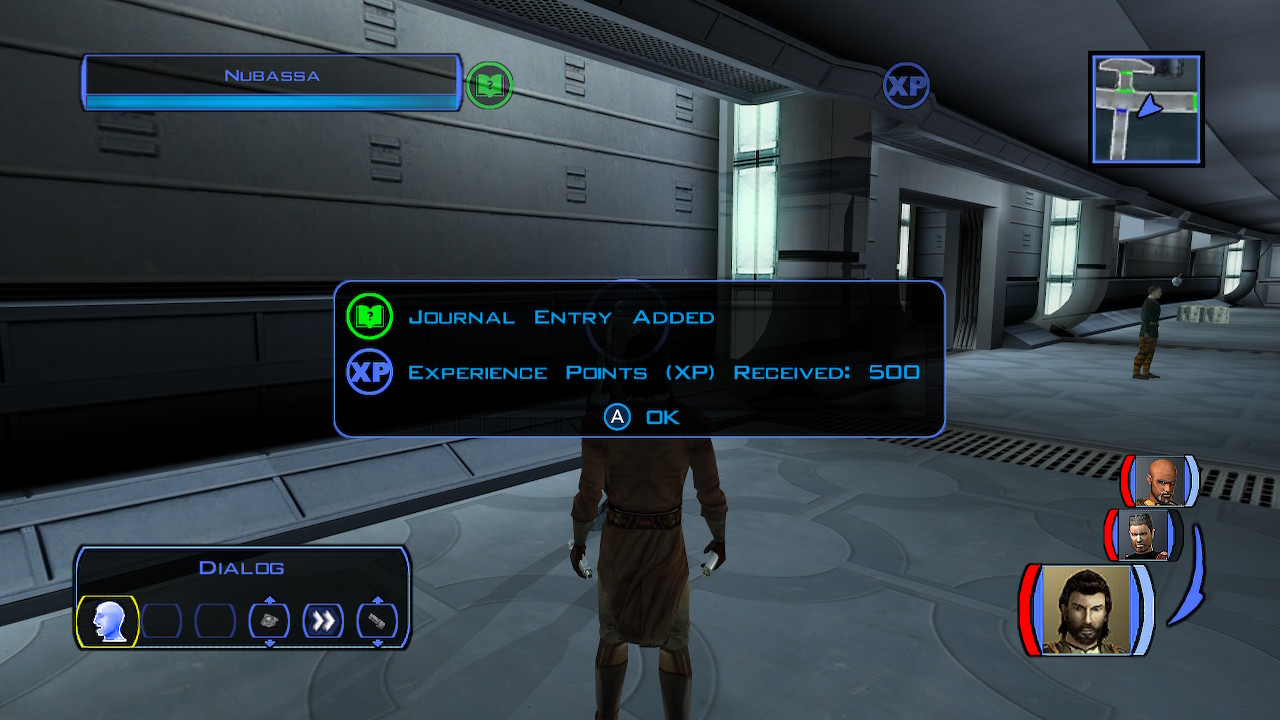 Nubassa
?
XP
? Journal Entry Added
XP Experience Points (XP) Received: 500
A OK
Dialog